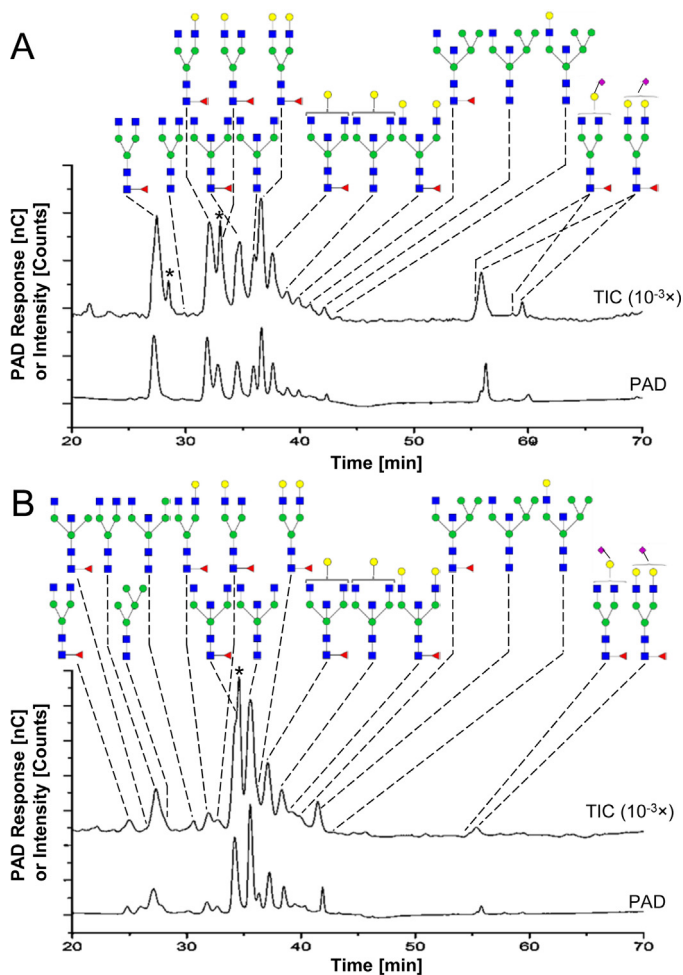 A
*
*
PAD Response [nC]
or Intensity [Counts]
TIC (10⁻³×)
PAD
20 30 40 50 60 70
Time [min]
B
*
PAD Response [nC]
or Intensity [Counts]
TIC (10⁻³×)
PAD
20 30 40 50 60 70
Time [min]